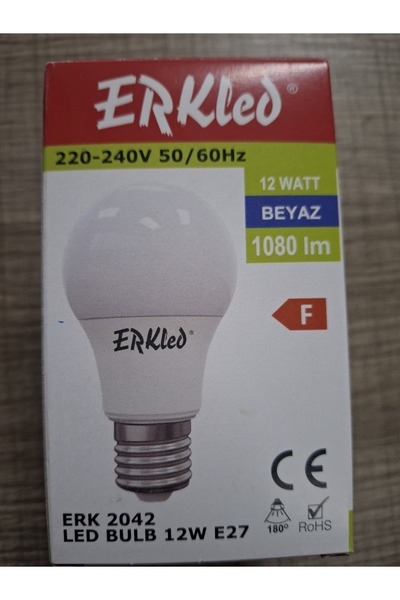 ERKled®
220-240V 50/60Hz
12 WATT
BEYAZ
1080 lm
ERKled®
F
CE
180°
RoHS
ERK 2042
LED BULB 12W E27